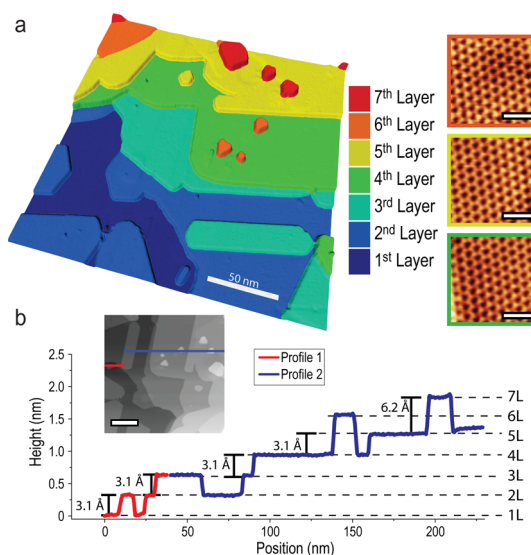 a
7th Layer
6th Layer
5th Layer
4th Layer
3rd Layer
2nd Layer
1st Layer
50 nm
b
Profile 1
Profile 2
2.5
2.0
1.5
1.0
0.5
0.0
Height (nm)
3.1 Å
3.1 Å
3.1 Å
3.1 Å
6.2 Å
7L
6L
5L
4L
3L
2L
1L
0
50
100
150
200
Position (nm)